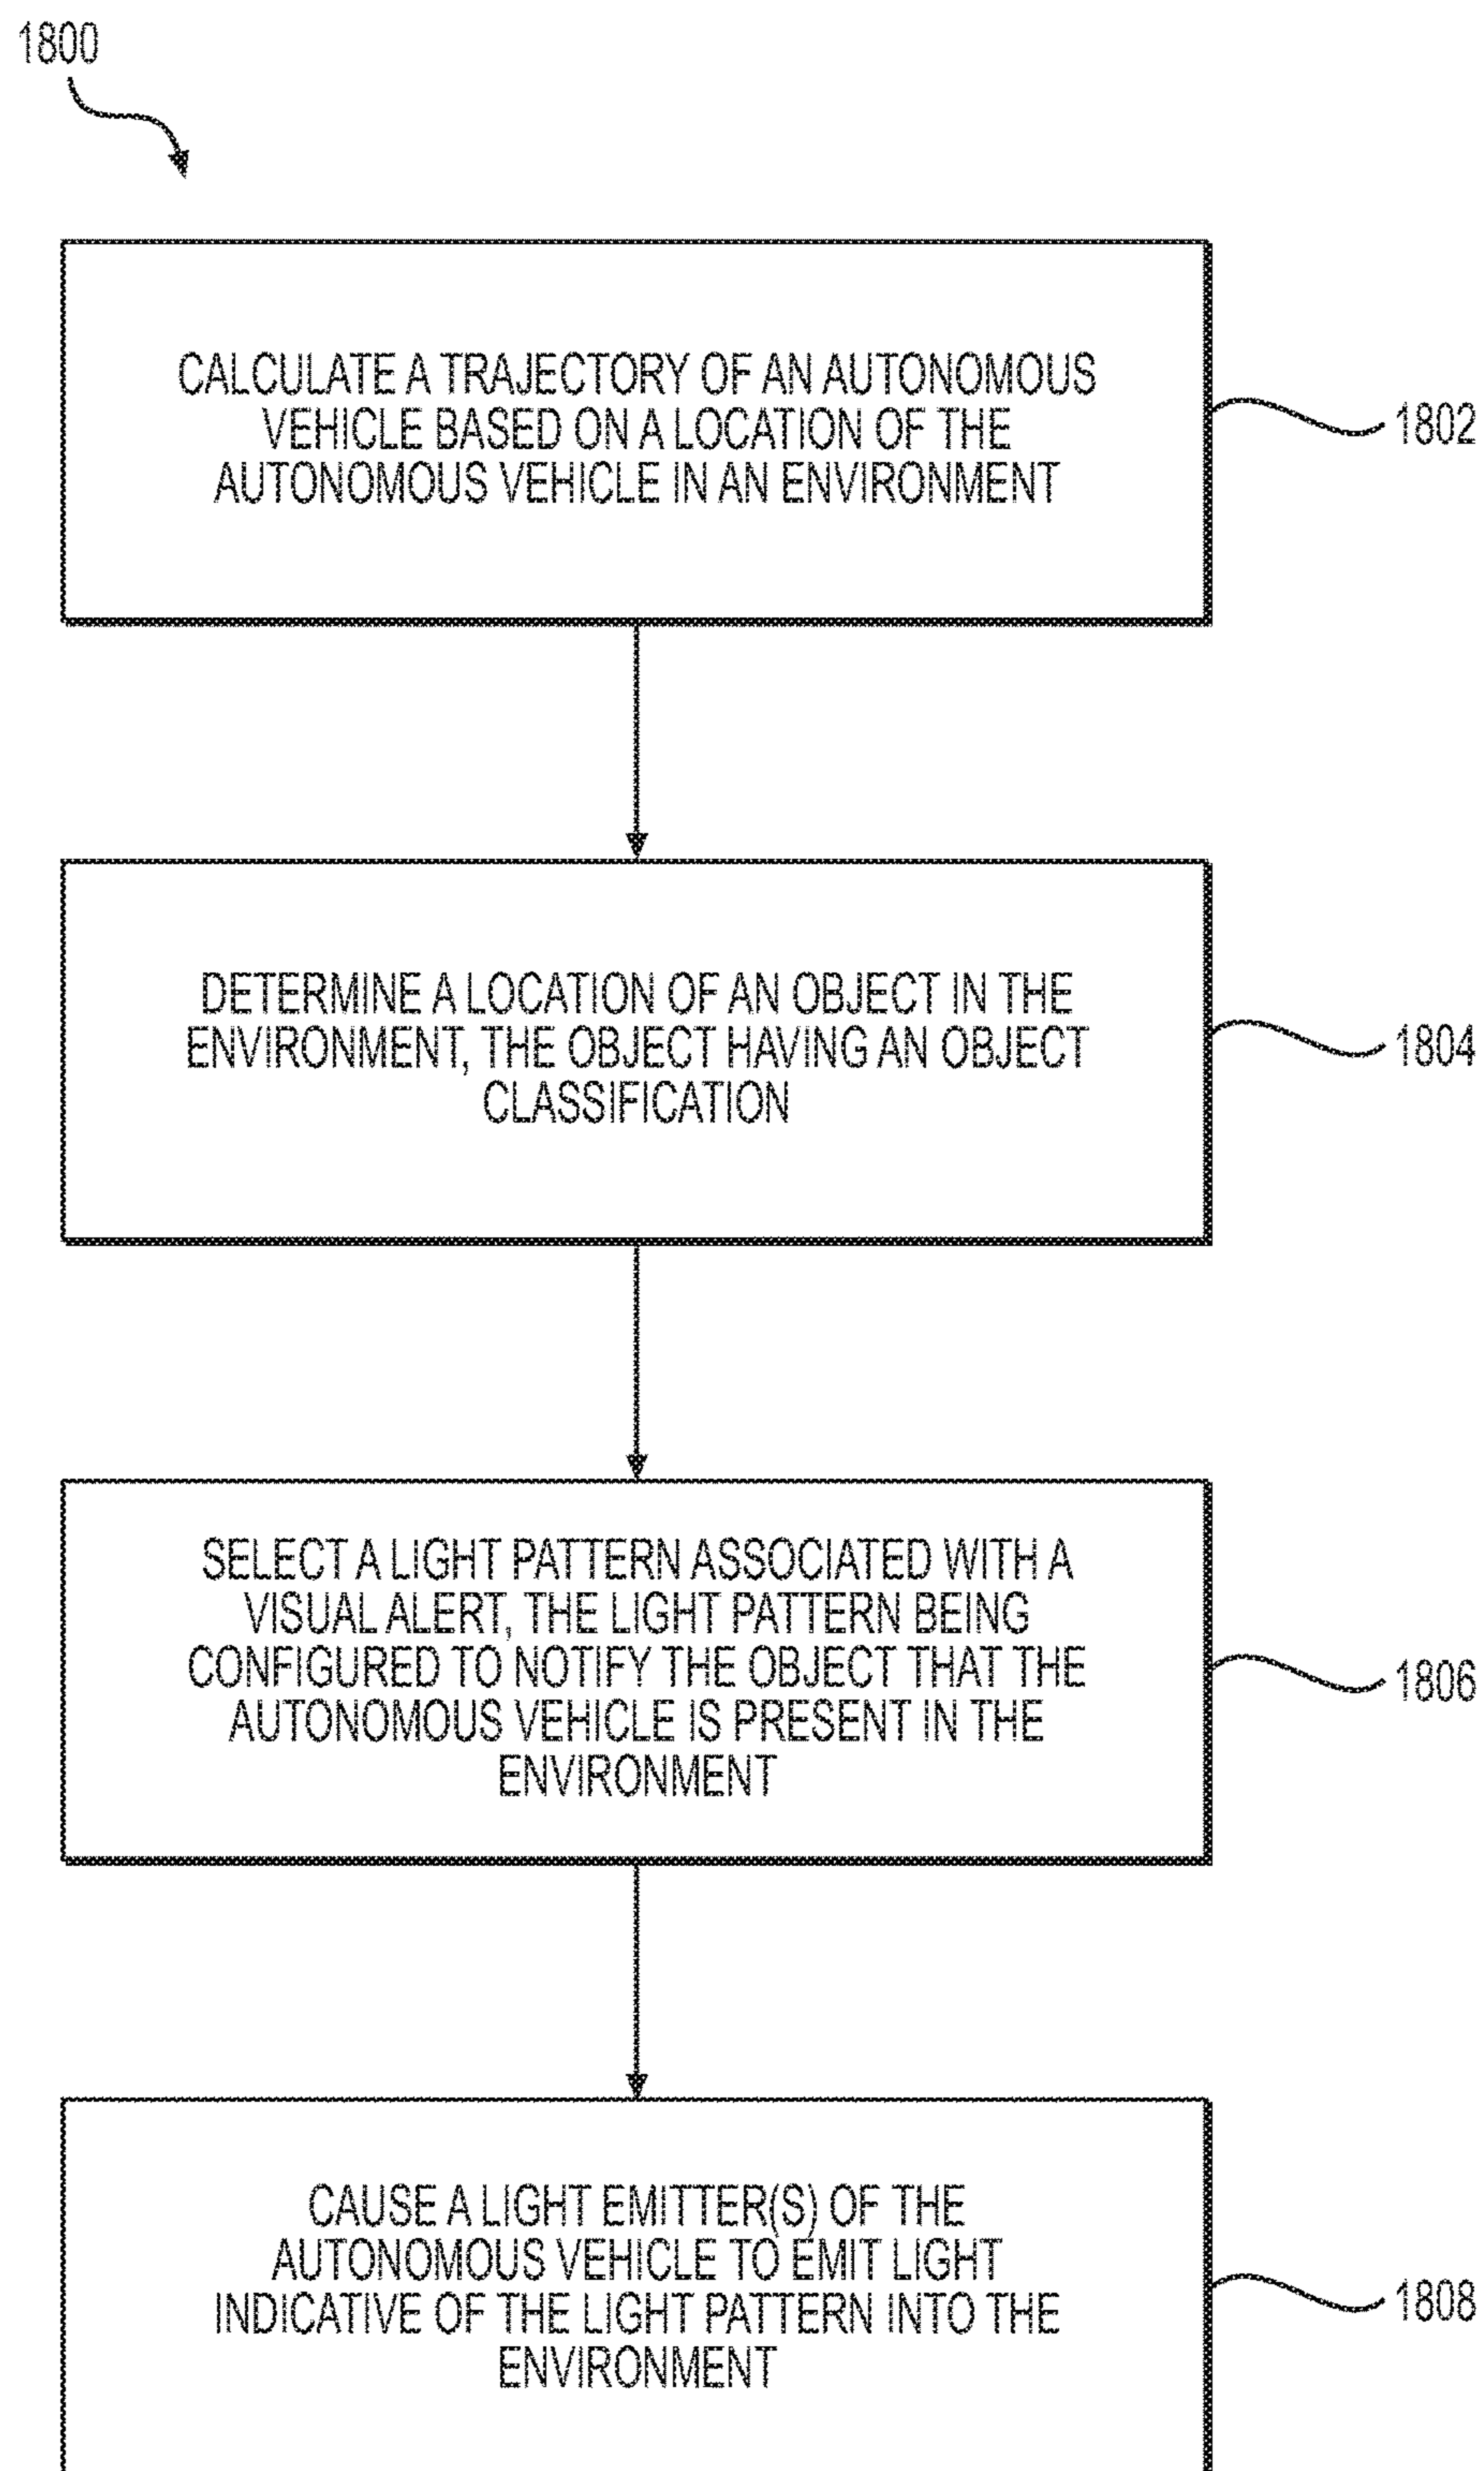 1800
CALCULATE A TRAJECTORY OF AN AUTONOMOUS
VEHICLE BASED ON A LOCATION OF THE
AUTONOMOUS VEHICLE IN AN ENVIRONMENT
1802
DETERMINE A LOCATION OF AN OBJECT IN THE
ENVIRONMENT, THE OBJECT HAVING AN OBJECT
CLASSIFICATION
1804
SELECT A LIGHT PATTERN ASSOCIATED WITH A
VISUAL ALERT, THE LIGHT PATTERN BEING
CONFIGURED TO NOTIFY THE OBJECT THAT THE
AUTONOMOUS VEHICLE IS PRESENT IN THE
ENVIRONMENT
1806
CAUSE A LIGHT EMITTER(S) OF THE
AUTONOMOUS VEHICLE TO EMIT LIGHT
INDICATIVE OF THE LIGHT PATTERN INTO THE
ENVIRONMENT
1808